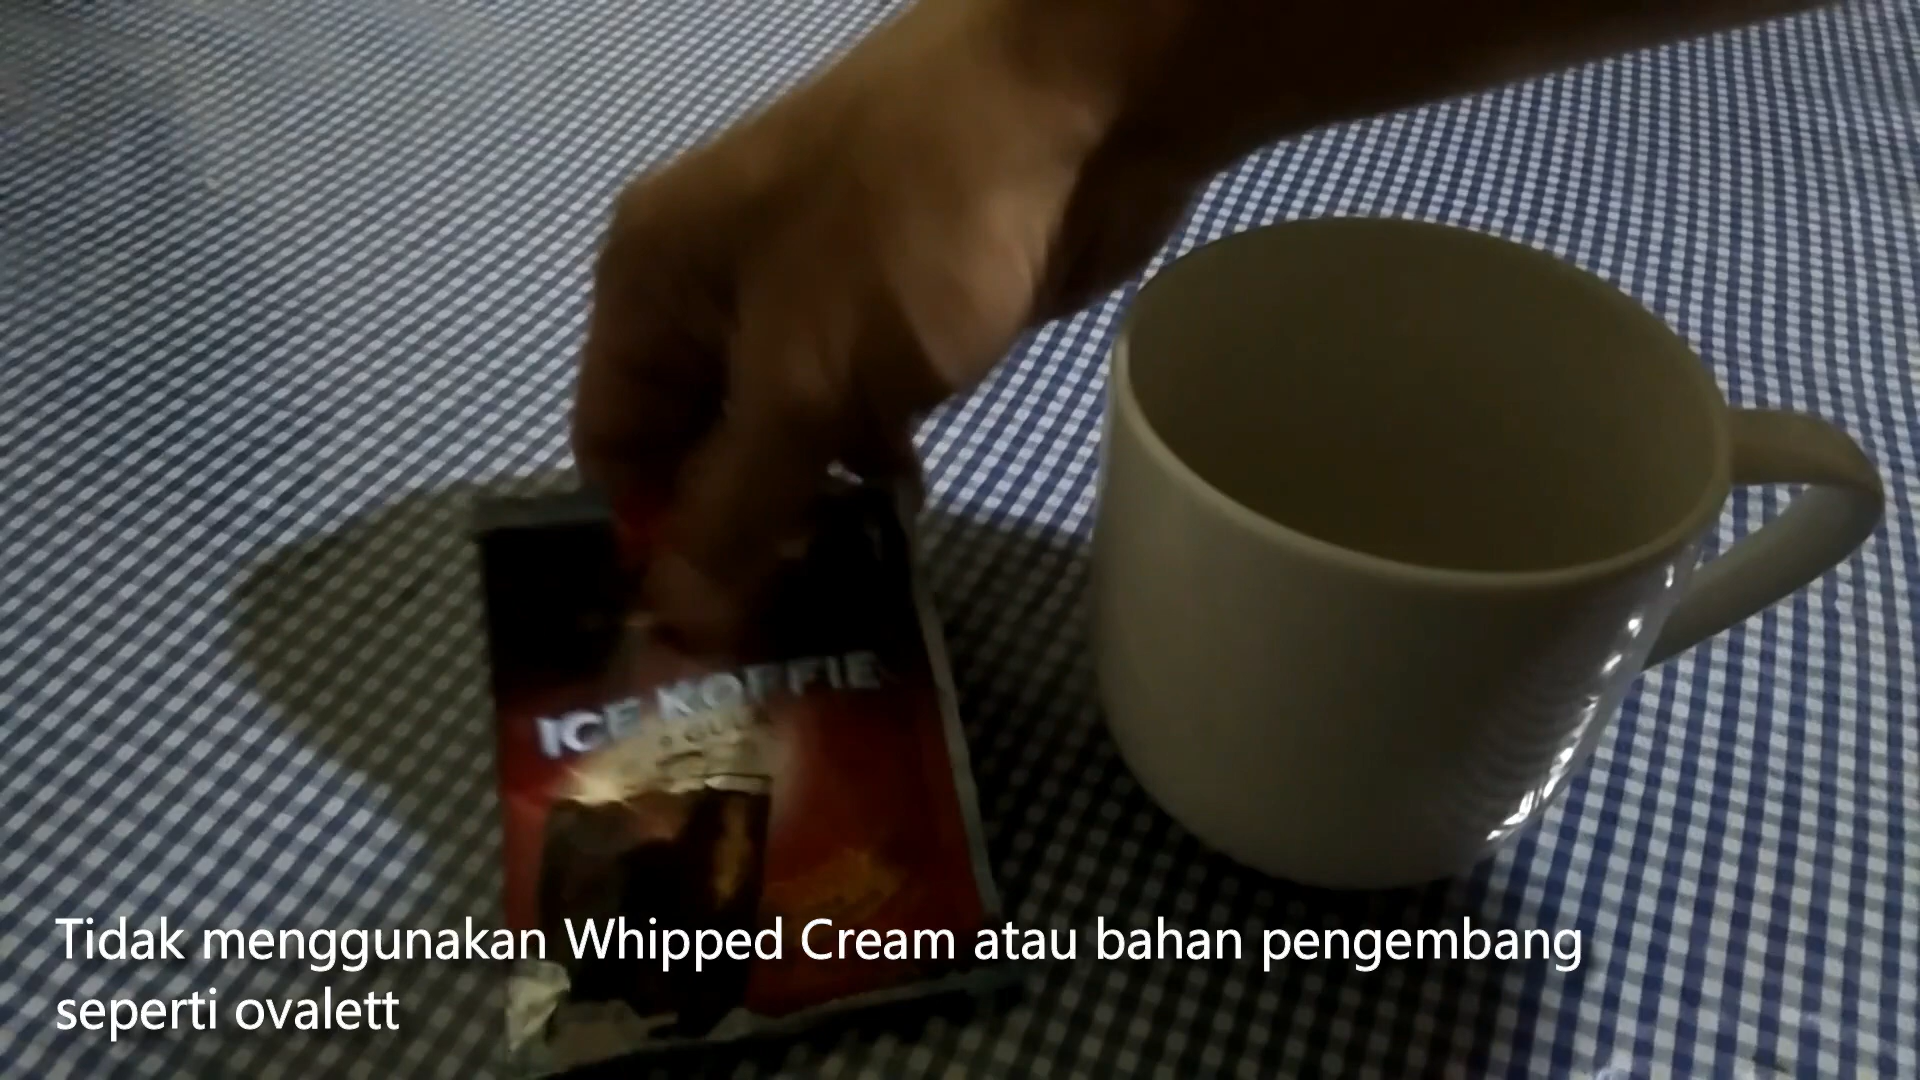 ICE KOFFIE
Tidak menggunakan Whipped Cream atau bahan pengembang
seperti ovalett